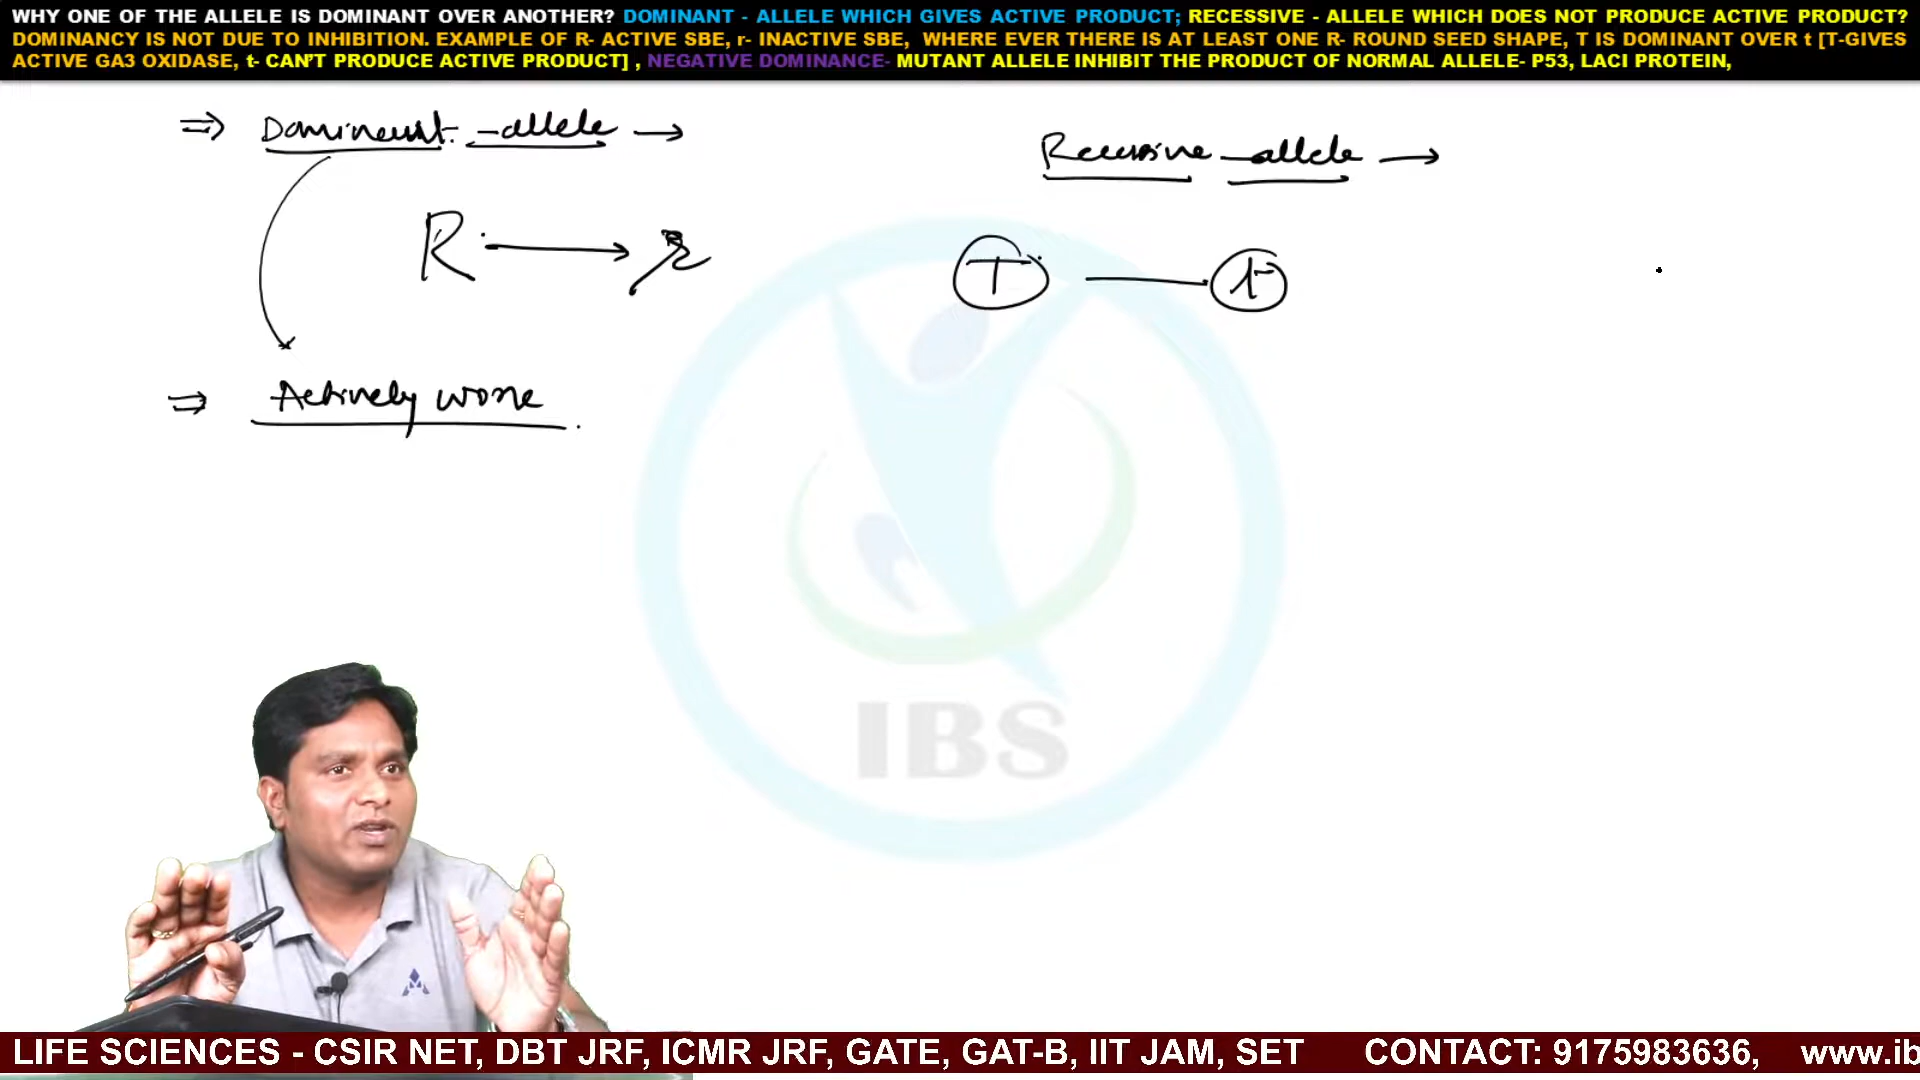 WHY ONE OF THE ALLELE IS DOMINANT OVER ANOTHER? DOMINANT - ALLELE WHICH GIVES ACTIVE PRODUCT; RECESSIVE - ALLELE WHICH DOES NOT PRODUCE ACTIVE PRODUCT?
DOMINANCY IS NOT DUE TO INHIBITION. EXAMPLE OF R- ACTIVE SBE, r- INACTIVE SBE, WHERE EVER THERE IS AT LEAST ONE R- ROUND SEED SHAPE, T IS DOMINANT OVER t [T-GIVES
ACTIVE GA3 OXIDASE, t- CAN'T PRODUCE ACTIVE PRODUCT] , NEGATIVE DOMINANCE- MUTANT ALLELE INHIBIT THE PRODUCT OF NORMAL ALLELE- P53, LACI PROTEIN,
⇒ Dominant - allele →
Recessive - allele →
R → r
T — t
⇒ Actively work
IBS
LIFE SCIENCES - CSIR NET, DBT JRF, ICMR JRF, GATE, GAT-B, IIT JAM, SET CONTACT: 9175983636, www.ib